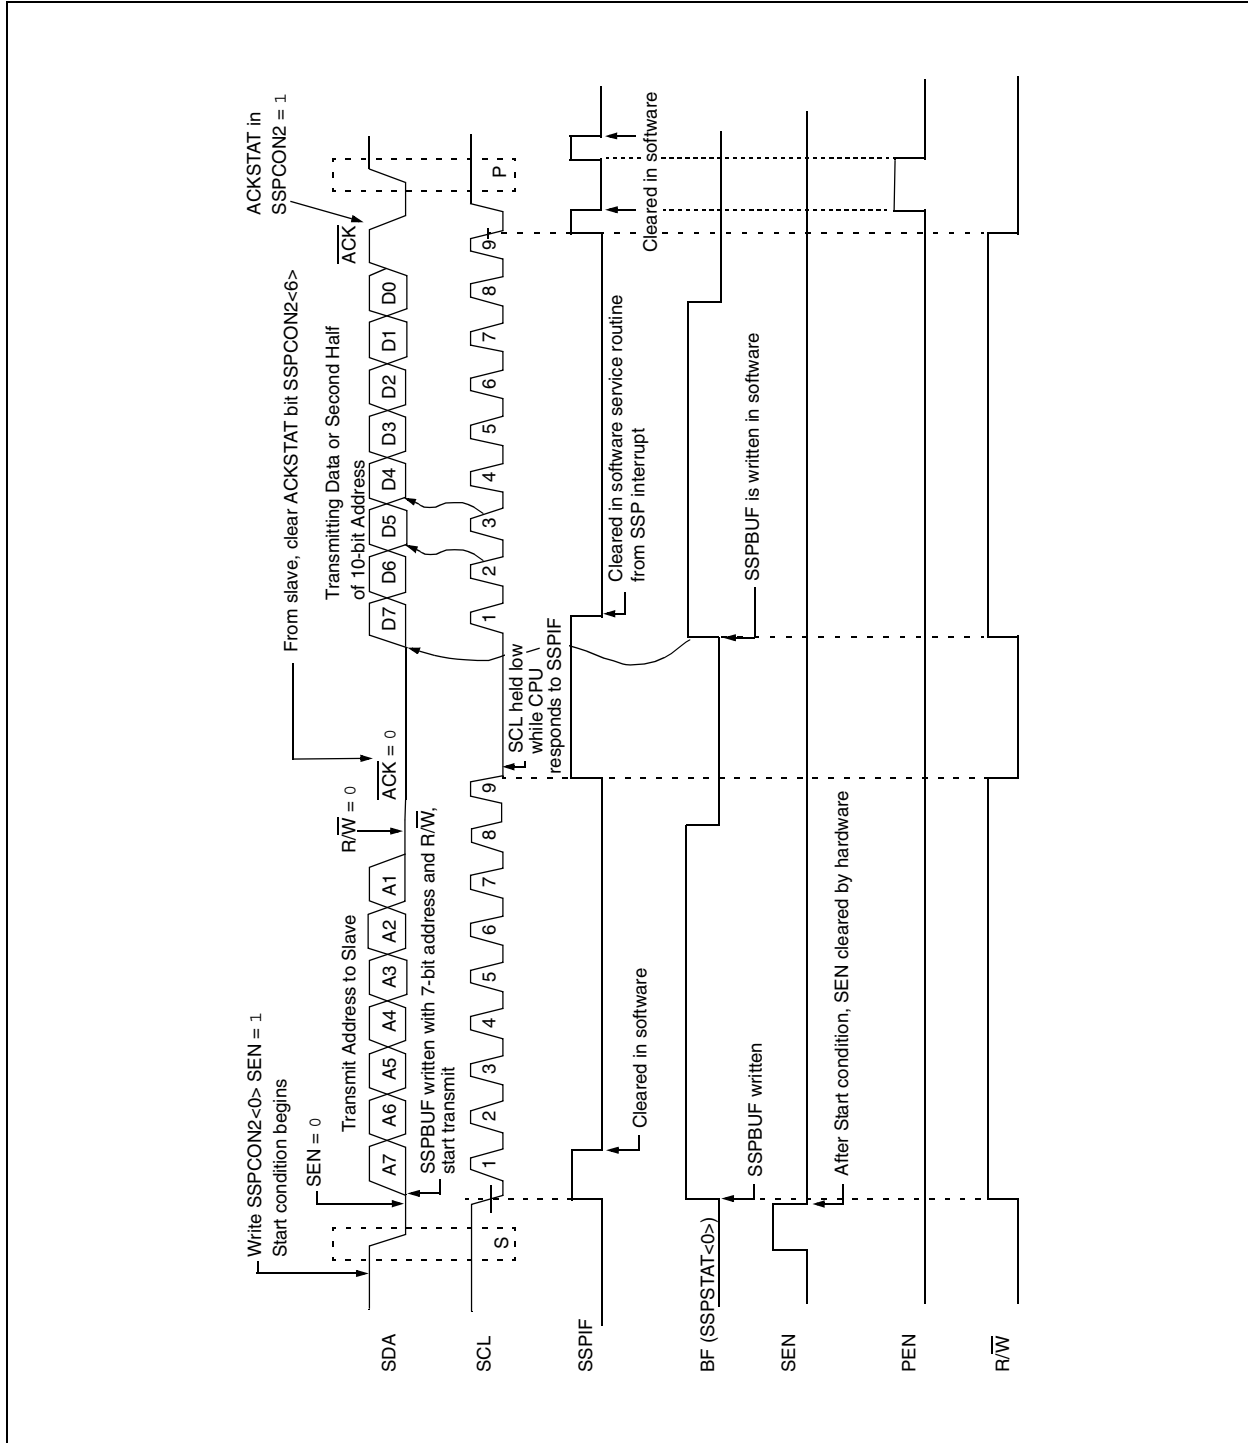 Write SSPCON2<0> SEN = 1
Start condition begins
SEN = 0
Transmit Address to Slave
R/W = 0
From slave, clear ACKSTAT bit SSPCON2<6>
ACK = 0
Transmitting Data or Second Half
of 10-bit Address
ACKSTAT in
SSPCON2 = 1
ACK
SDA
A7 A6 A5 A4 A3 A2 A1
D7 D6 D5 D4 D3 D2 D1 D0
SSPBUF written with 7-bit address and R/W,
start transmit
SCL
S
1 2 3 4 5 6 7 8 9
1 2 3 4 5 6 7 8 9
P
SCL held low
while CPU
responds to SSPIF
SSPIF
Cleared in software
Cleared in software service routine
from SSP interrupt
Cleared in software
Cleared in software
BF (SSPSTAT<0>)
SSPBUF written
SSPBUF is written in software
SEN
After Start condition, SEN cleared by hardware
PEN
R/W